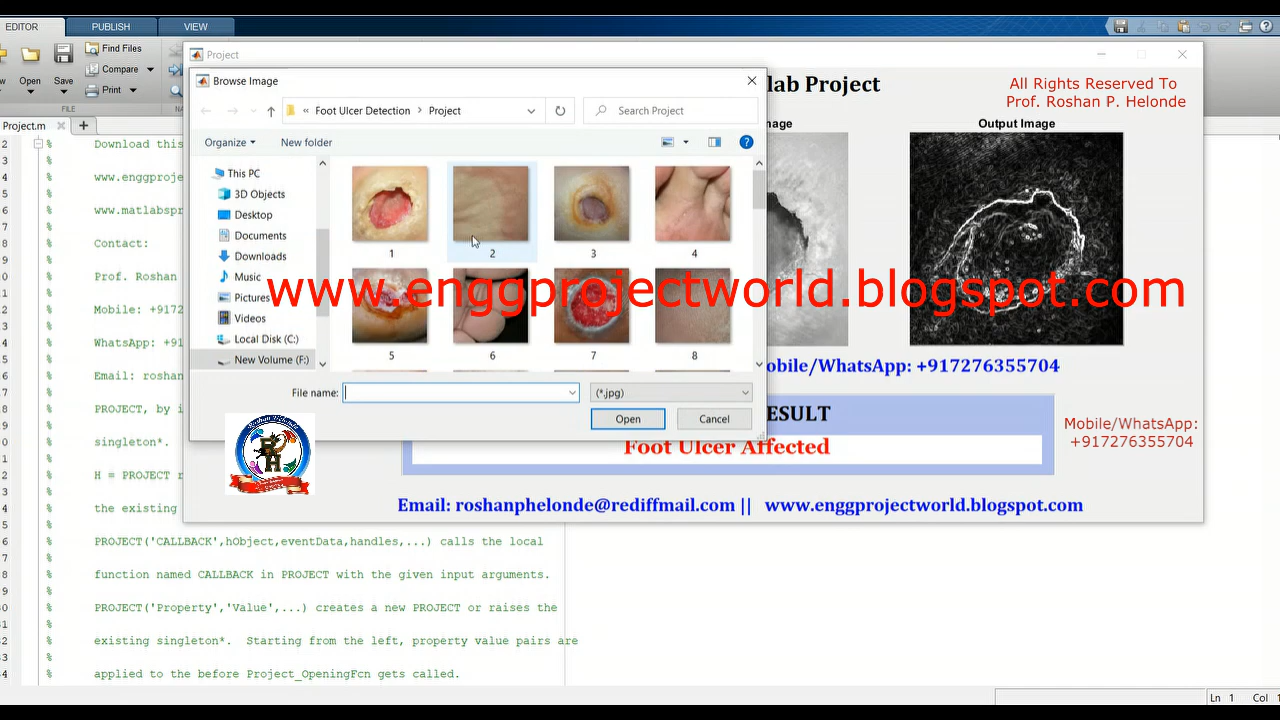 EDITOR
PUBLISH
VIEW
Find Files
Compare
Print
Open
Save
FILE
Project.m
Project
Browse Image
Foot Ulcer Detection
Project
Search Project
Organize
New folder
This PC
3D Objects
Desktop
Documents
Downloads
Music
Pictures
Videos
Local Disk (C:)
New Volume (F:)
1
2
3
4
5
6
7
8
File name:
(*.jpg)
Open
Cancel
lab Project
All Rights Reserved To
Prof. Roshan P. Helonde
Output Image
www.enggprojectworld.blogspot.com
obile/WhatsApp: +917276355704
ESULT
Foot Ulcer Affected
Mobile/WhatsApp:
+917276355704
Email: roshanphelonde@rediffmail.com || www.enggprojectworld.blogspot.com
% Download this
%
% www.enggproje
%
% www.matlabspr
%
% Contact:
%
% Prof. Roshan
%
% Mobile: +9172
%
% WhatsApp: +91
%
% Email: roshan
%
% PROJECT, by i
%
% singleton*.
%
% H = PROJECT r
%
% the existing
%
% PROJECT('CALLBACK',hObject,eventData,handles,...) calls the local
%
% function named CALLBACK in PROJECT with the given input arguments.
%
% PROJECT('Property','Value',...) creates a new PROJECT or raises the
%
% existing singleton*. Starting from the left, property value pairs are
%
% applied to the before Project_OpeningFcn gets called.
Ln 1 Col